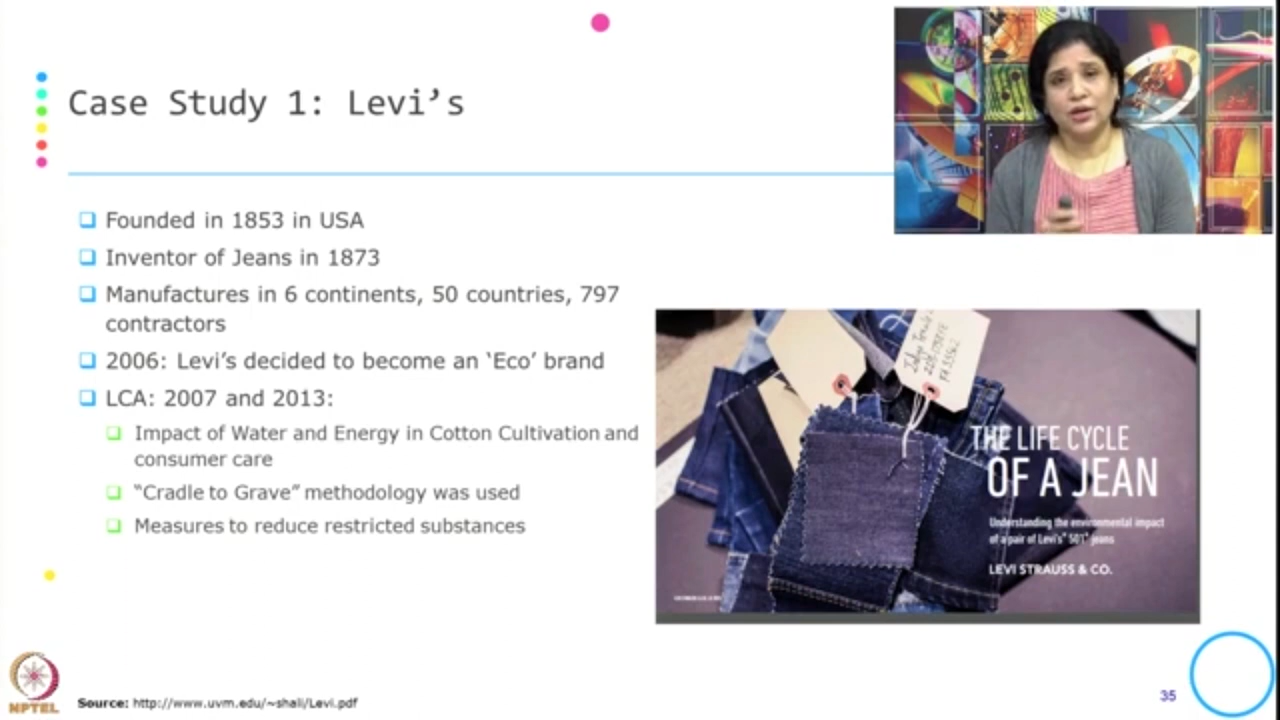 Case Study 1: Levi’s
Founded in 1853 in USA
Inventor of Jeans in 1873
Manufactures in 6 continents, 50 countries, 797
contractors
2006: Levi’s decided to become an ‘Eco’ brand
LCA: 2007 and 2013:
Impact of Water and Energy in Cotton Cultivation and
consumer care
“Cradle to Grave” methodology was used
Measures to reduce restricted substances
THE LIFE CYCLE
OF A JEAN
Understanding the environmental impact
of a pair of Levi's® 501® jeans
LEVI STRAUSS & CO.
NPTEL
Source: http://www.uvm.edu/~shali/Levi.pdf
35